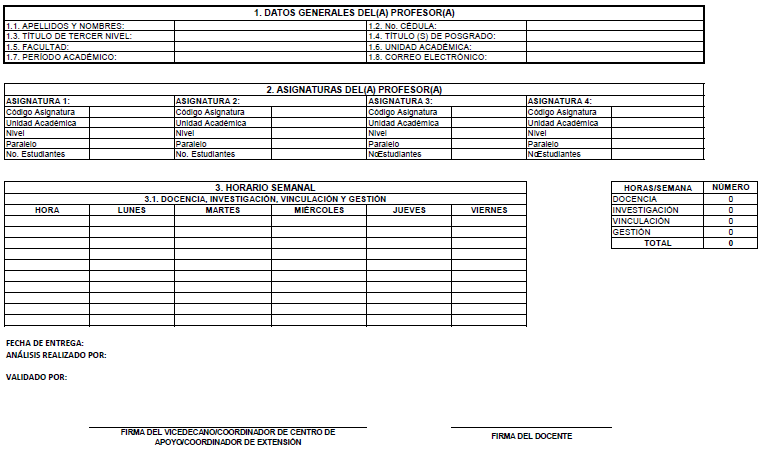 1. DATOS GENERALES DEL(A) PROFESOR(A)
1.1. APELLIDOS Y NOMBRES: 1.2. No. CÉDULA:
1.3. TÍTULO DE TERCER NIVEL: 1.4. TÍTULO (S) DE POSGRADO:
1.5. FACULTAD: 1.6. UNIDAD ACADÉMICA:
1.7. PERÍODO ACADÉMICO: 1.8. CORREO ELECTRÓNICO:
2. ASIGNATURAS DEL(A) PROFESOR(A)
ASIGNATURA 1: ASIGNATURA 2: ASIGNATURA 3: ASIGNATURA 4:
Código Asignatura Código Asignatura Código Asignatura Código Asignatura
Unidad Académica Unidad Académica Unidad Académica Unidad Académica
Nivel Nivel Nivel Nivel
Paralelo Paralelo Paralelo Paralelo
No. Estudiantes No. Estudiantes No.Estudiantes No.Estudiantes
3. HORARIO SEMANAL
3.1. DOCENCIA, INVESTIGACIÓN, VINCULACIÓN Y GESTIÓN
HORA LUNES MARTES MIÉRCOLES JUEVES VIERNES
HORAS/SEMANA NÚMERO
DOCENCIA 0
INVESTIGACIÓN 0
VINCULACIÓN 0
GESTIÓN 0
TOTAL 0
FECHA DE ENTREGA:
ANÁLISIS REALIZADO POR:
VALIDADO POR:
FIRMA DEL VICEDECANO/COORDINADOR DE CENTRO DE
APOYO/COORDINADOR DE EXTENSIÓN
FIRMA DEL DOCENTE